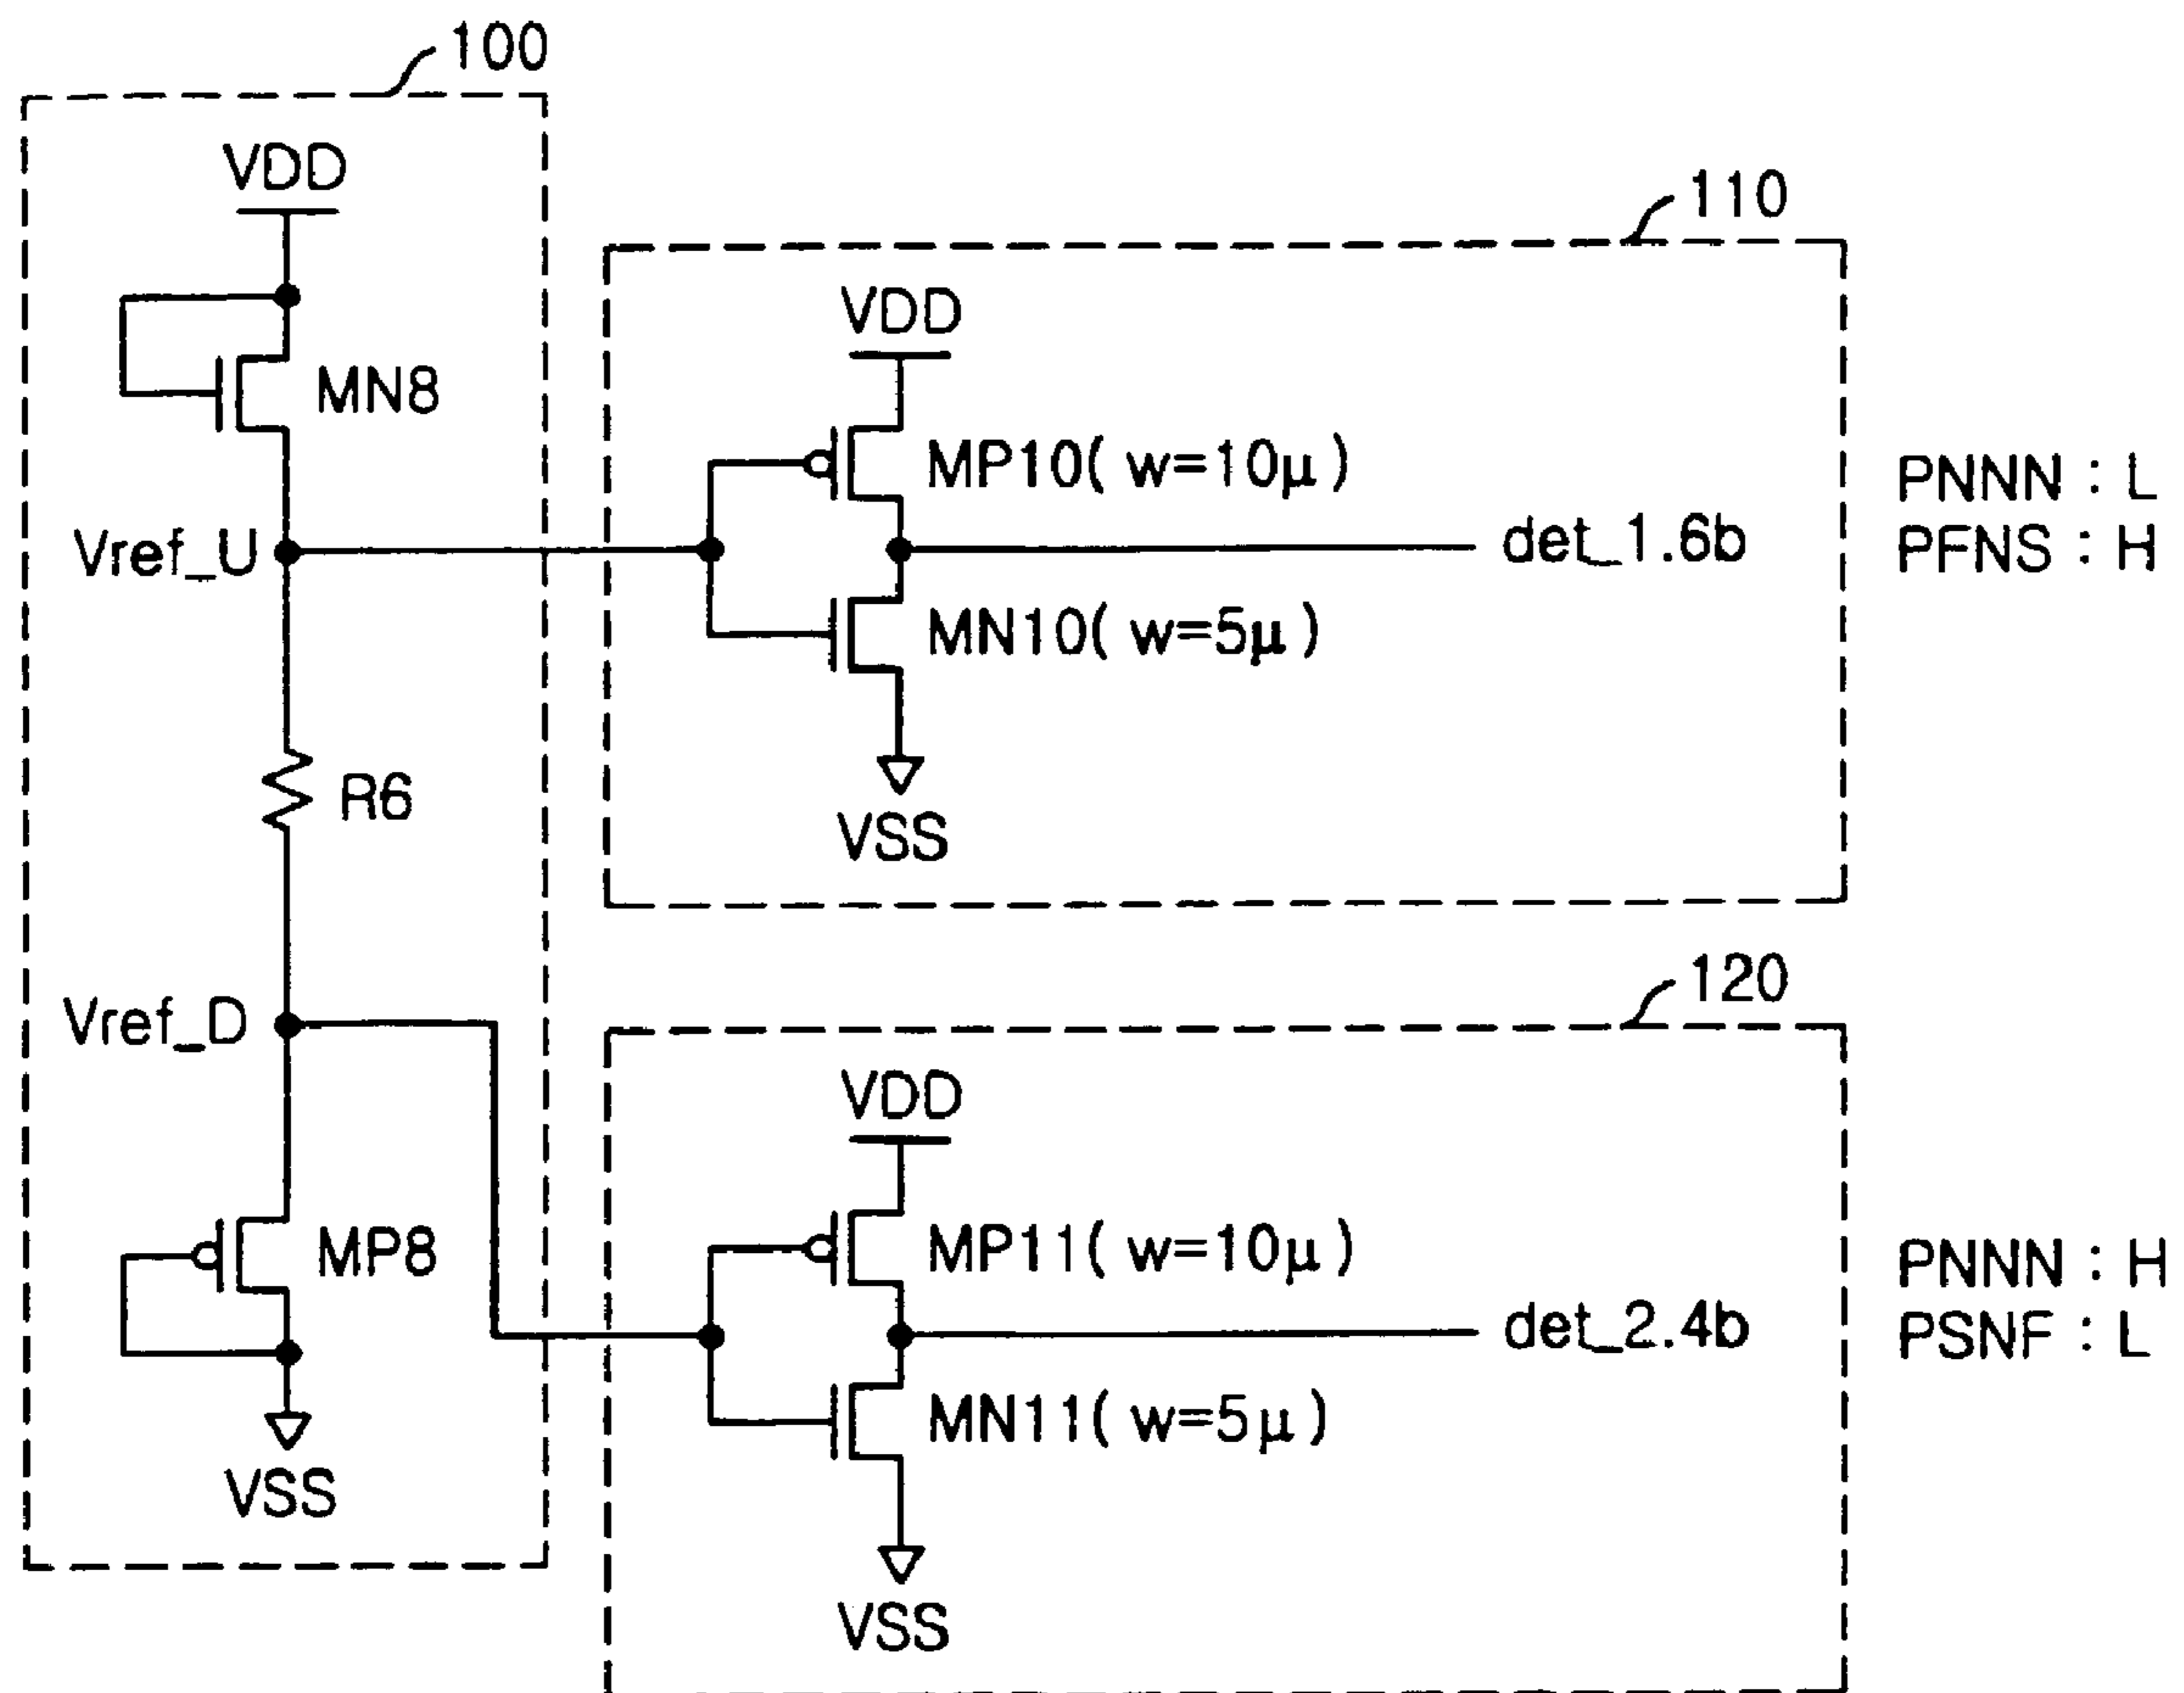 100
VDD
MN8
Vref_U
R6
Vref_D
MP8
VSS
110
VDD
MP10( w=10μ )
det_1.6b
MN10( w=5μ )
VSS
PNNN : L
PFNS : H
120
VDD
MP11( w=10μ )
det_2.4b
MN11( w=5μ )
VSS
PNNN : H
PSNF : L